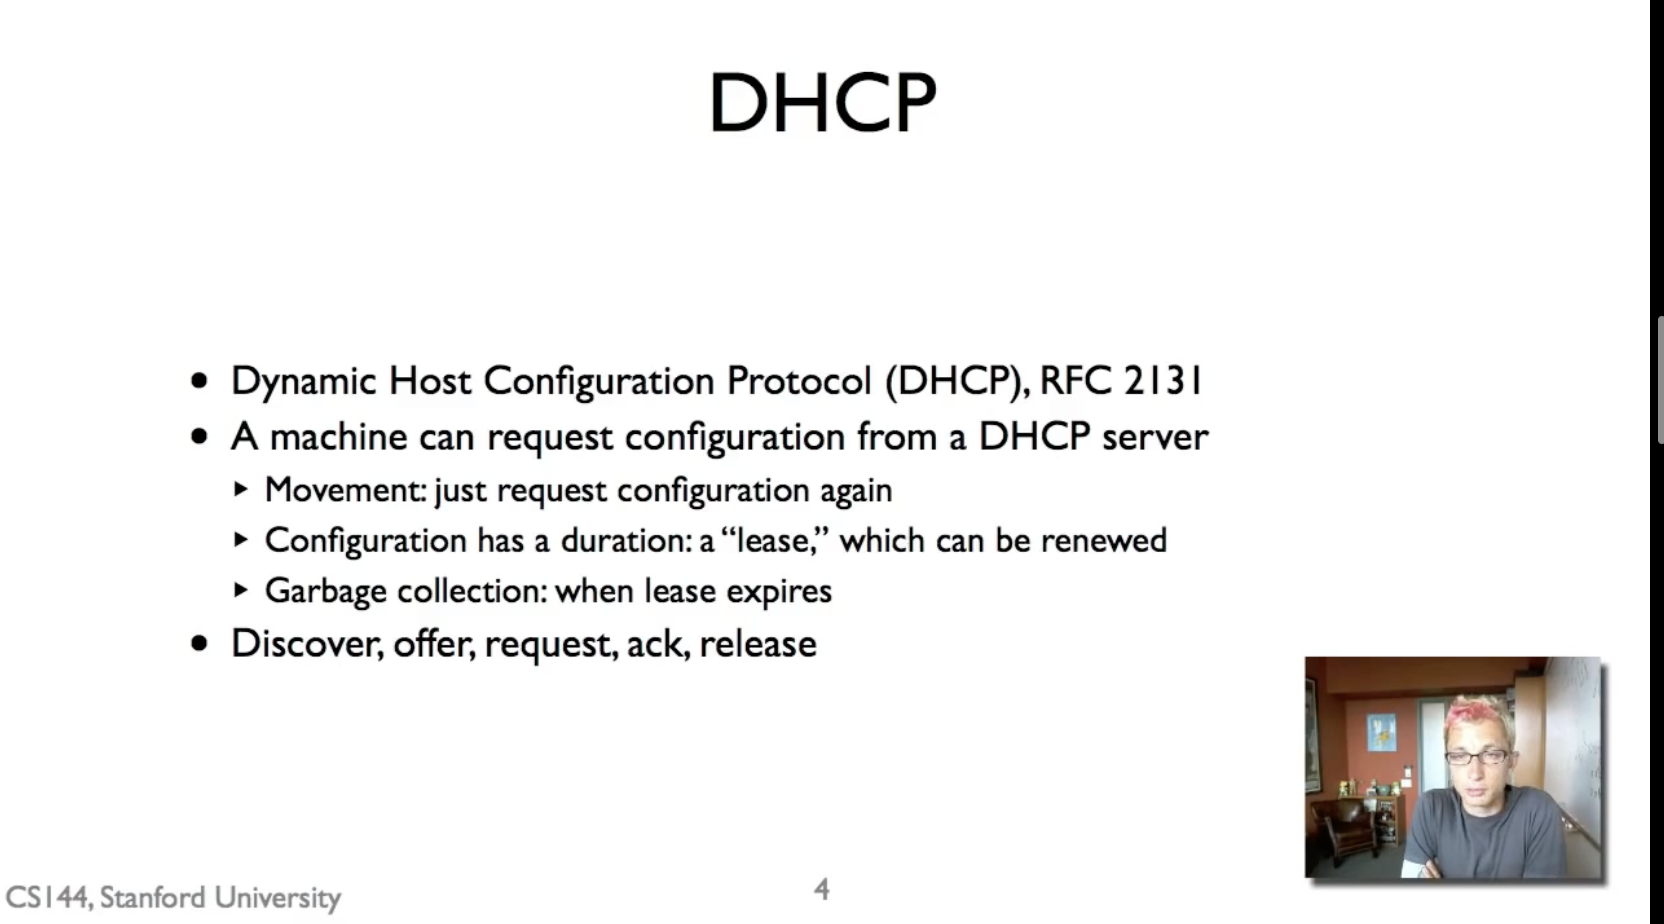 DHCP
• Dynamic Host Configuration Protocol (DHCP), RFC 2131
• A machine can request configuration from a DHCP server
▸ Movement: just request configuration again
▸ Configuration has a duration: a “lease,” which can be renewed
▸ Garbage collection: when lease expires
• Discover, offer, request, ack, release
CS144, Stanford University
4